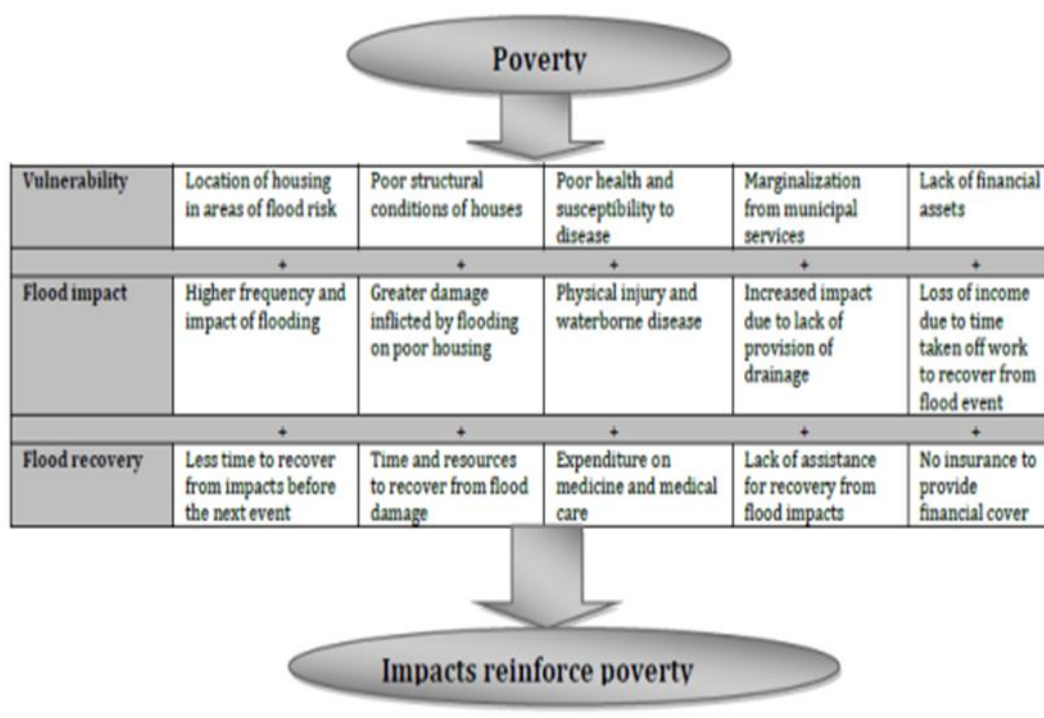 Poverty
Vulnerability
Location of housing
in areas of flood risk
Poor structural
conditions of houses
Poor health and
susceptibility to
disease
Marginalization
from municipal
services
Lack of financial
assets
+ + + + +
Flood impact
Higher frequency and
impact of flooding
Greater damage
inflicted by flooding
on poor housing
Physical injury and
waterborne disease
Increased impact
due to lack of
provision of
drainage
Loss of income
due to time
taken off work
to recover from
flood event
+ + + + +
Flood recovery
Less time to recover
from impacts before
the next event
Time and resources
to recover from flood
damage
Expenditure on
medicine and medical
care
Lack of assistance
for recovery from
flood impacts
No insurance to
provide
financial cover
Impacts reinforce poverty